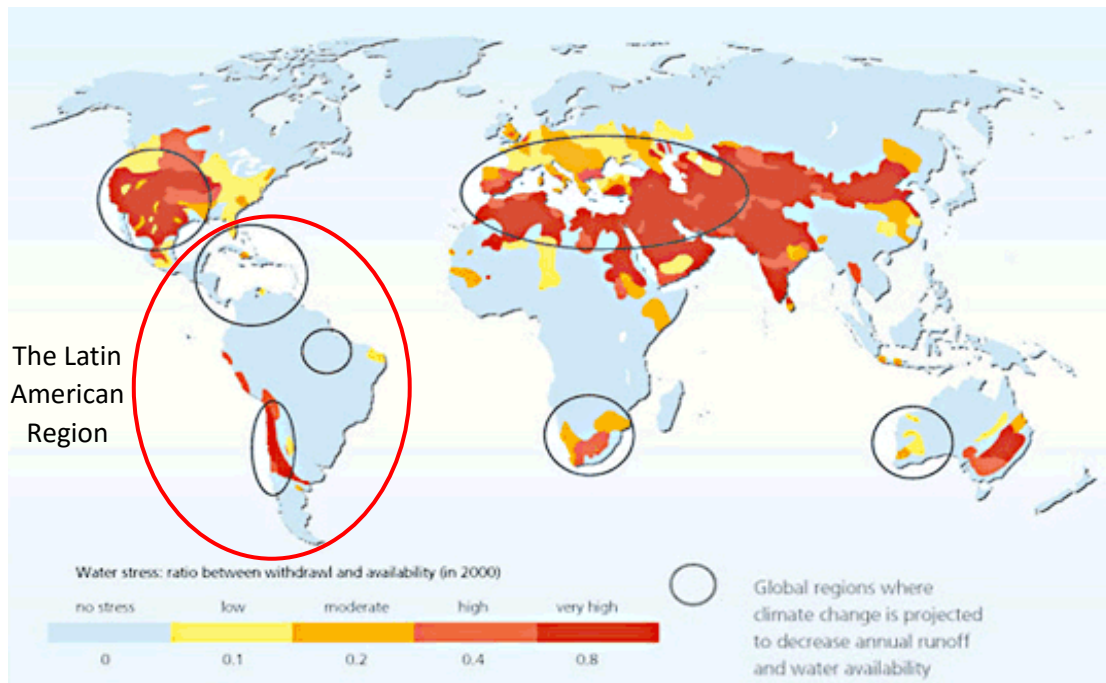 The Latin
American
Region
Water stress: ratio between withdrawl and availability (in 2000)
no stress low moderate high very high
0 0.1 0.2 0.4 0.8
Global regions where
climate change is projected
to decrease annual runoff
and water availability